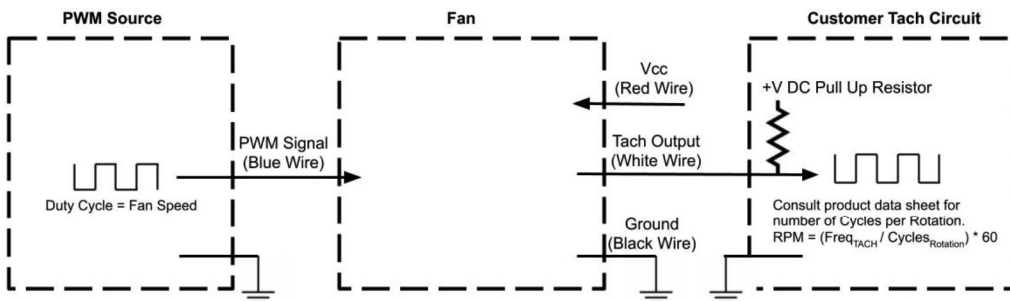 PWM Source
Fan
Customer Tach Circuit
Vcc
(Red Wire)
+V DC Pull Up Resistor
PWM Signal
(Blue Wire)
Tach Output
(White Wire)
Duty Cycle = Fan Speed
Consult product data sheet for
number of Cycles per Rotation.
RPM = (FreqTACH / CyclesRotation) * 60
Ground
(Black Wire)